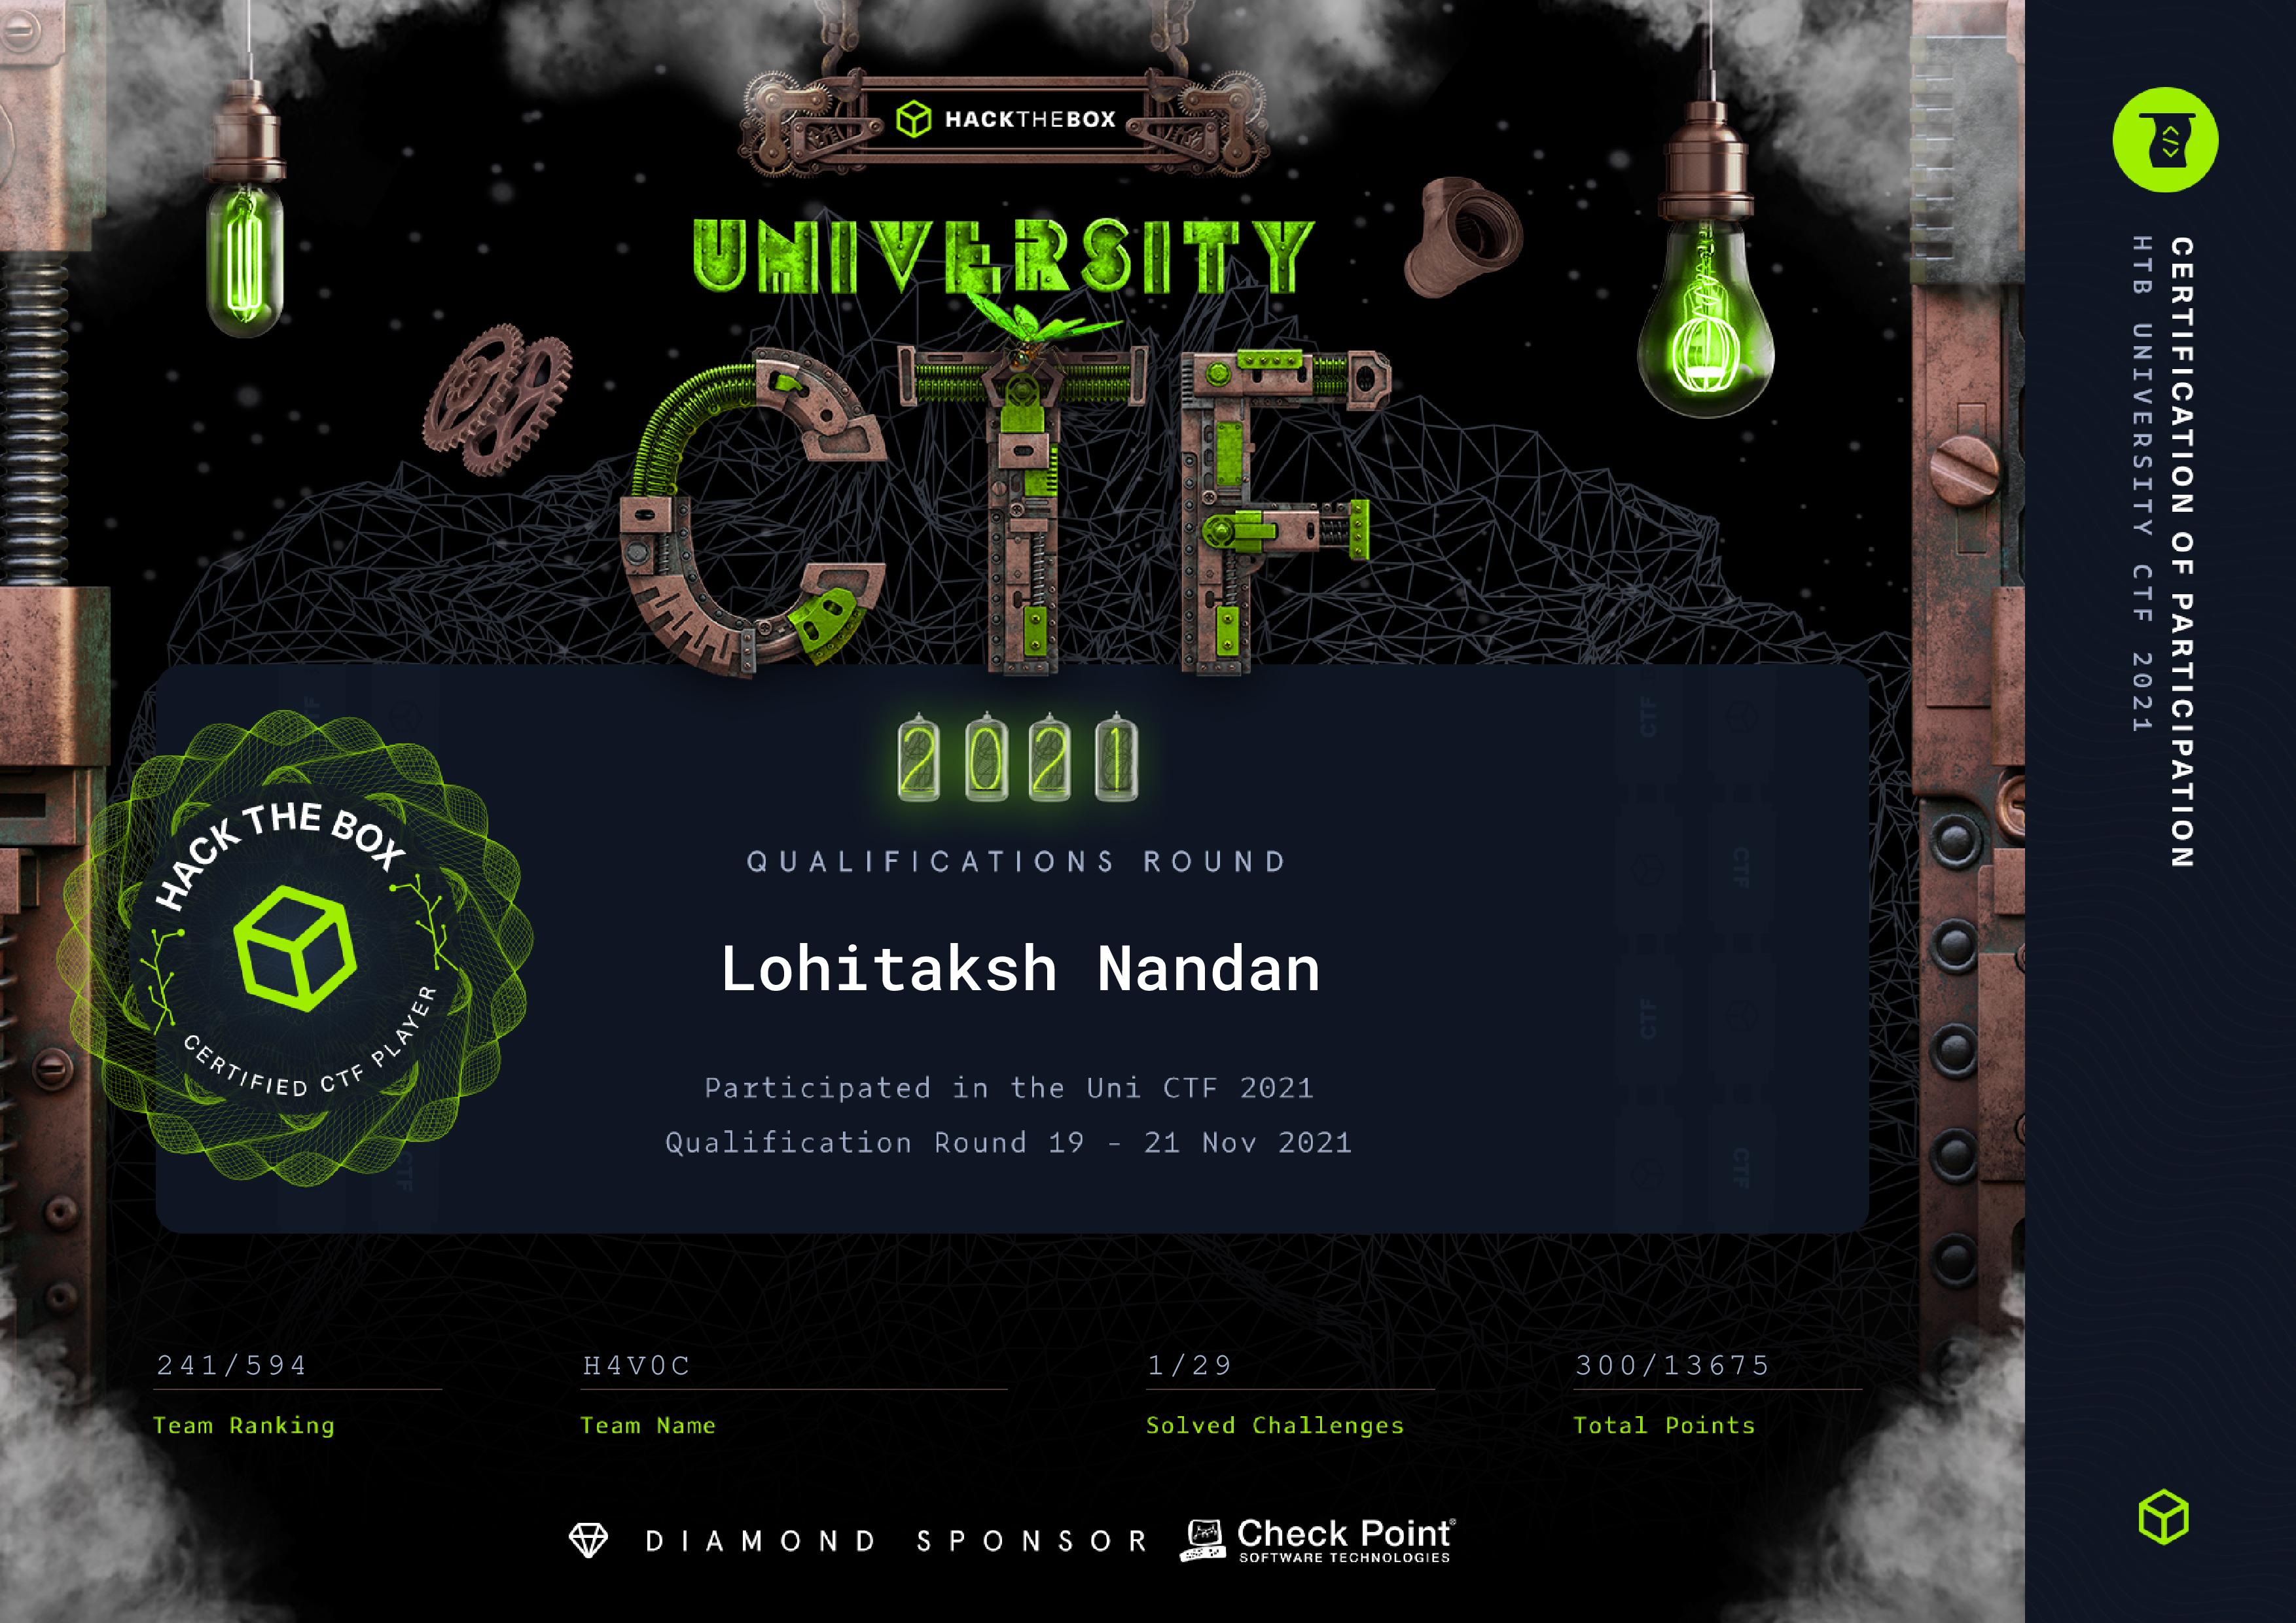 HACKTHEBOX
UNIVERSITY
CTF
2021
QUALIFICATIONS ROUND
Lohitaksh Nandan
Participated in the Uni CTF 2021
Qualification Round 19 - 21 Nov 2021
HACK THE BOX
CERTIFIED CTF PLAYER
241/594
Team Ranking
H4V0C
Team Name
1/29
Solved Challenges
300/13675
Total Points
DIAMOND SPONSOR
Check Point®
SOFTWARE TECHNOLOGIES
CERTIFICATION OF PARTICIPATION
HTB UNIVERSITY CTF 2021